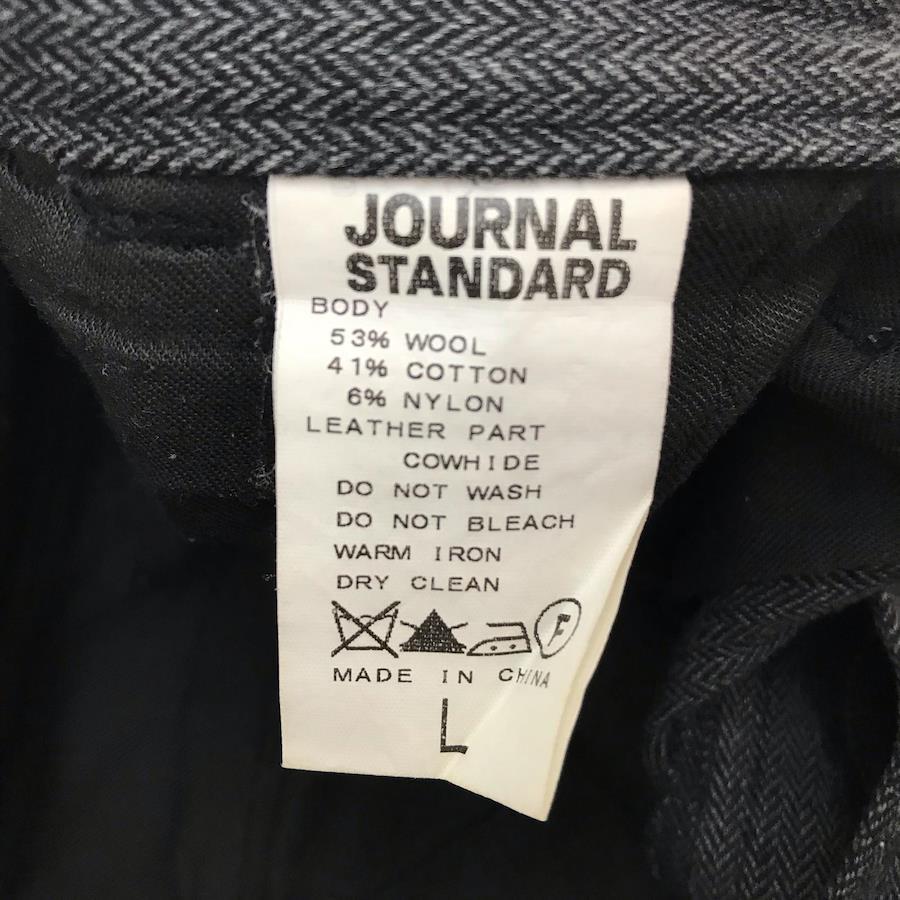 JOURNAL
STANDARD
BODY
53% WOOL
41% COTTON
6% NYLON
LEATHER PART
COWHIDE
DO NOT WASH
DO NOT BLEACH
WARM IRON
DRY CLEAN
F
MADE IN CHINA
L